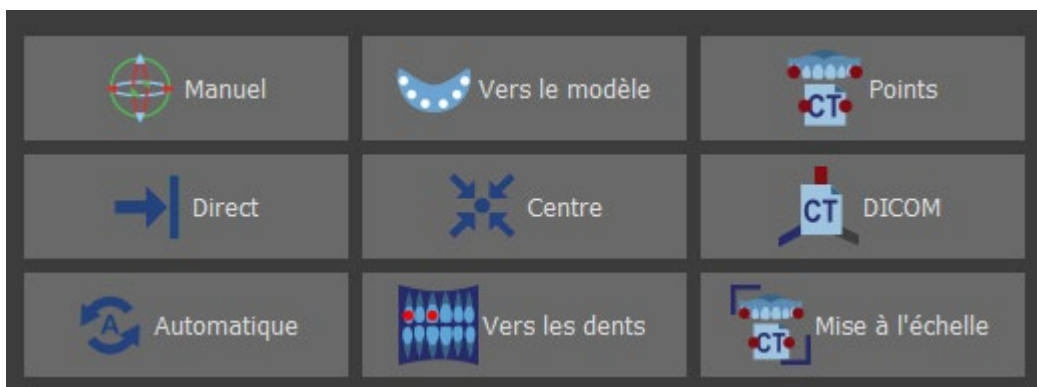 Manuel
Vers le modèle
CT
Points
Direct
Centre
CT
DICOM
A
Automatique
Vers les dents
CT
Mise à l'échelle